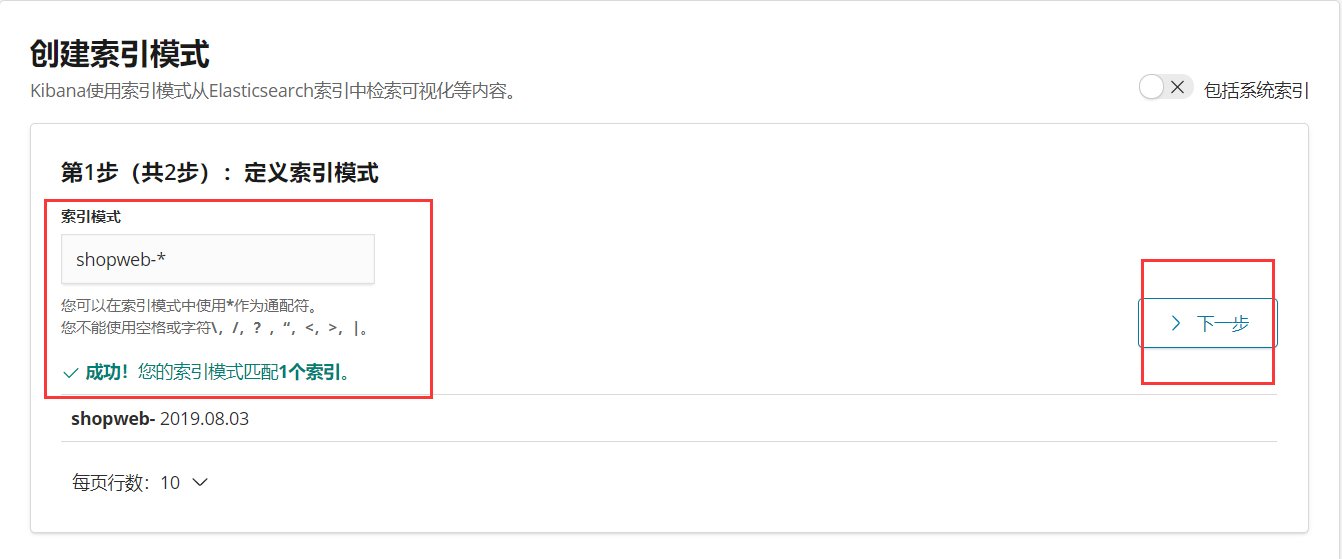 创建索引模式
Kibana使用索引模式从Elasticsearch索引中检索可视化等内容。
包括系统索引
第1步（共2步）：定义索引模式
索引模式
shopweb-*
您可以在索引模式中使用*作为通配符。
您不能使用空格或字符\, /, ? , “, <, >, |。
成功！您的索引模式匹配1个索引。
下一步
shopweb- 2019.08.03
每页行数：10